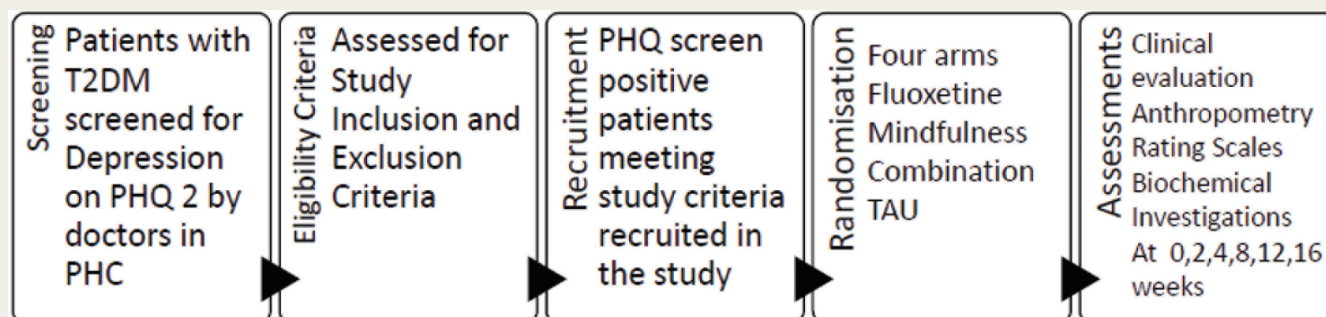 Screening
Patients with
T2DM
screened for
Depression
on PHQ 2 by
doctors in
PHC
Eligibility Criteria
Assessed for
Study
Inclusion and
Exclusion
Criteria
Recruitment
PHQ screen
positive
patients
meeting
study criteria
recruited in
the study
Randomisation
Four arms
Fluoxetine
Mindfulness
Combination
TAU
Assessments
Clinical
evaluation
Anthropometry
Rating Scales
Biochemical
Investigations
At 0,2,4,8,12,16
weeks